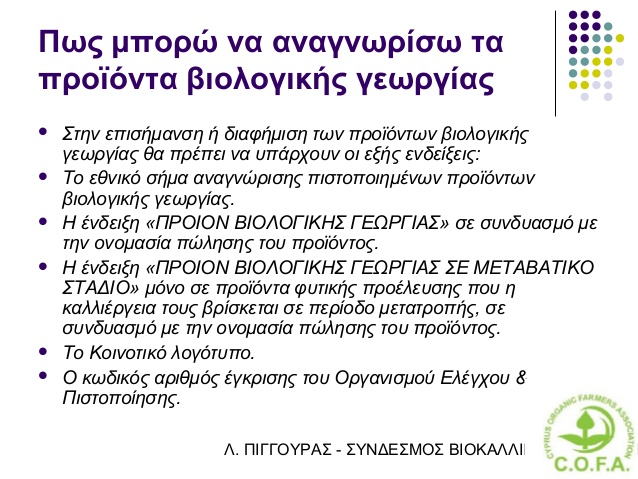 Πως μπορώ να αναγνωρίσω τα
προϊόντα βιολογικής γεωργίας
Στην επισήμανση ή διαφήμιση των προϊόντων βιολογικής
γεωργίας θα πρέπει να υπάρχουν οι εξής ενδείξεις:
Το εθνικό σήμα αναγνώρισης πιστοποιημένων προϊόντων
βιολογικής γεωργίας.
Η ένδειξη «ΠΡΟΙΟΝ ΒΙΟΛΟΓΙΚΗΣ ΓΕΩΡΓΙΑΣ» σε συνδυασμό με
την ονομασία πώλησης του προϊόντος.
Η ένδειξη «ΠΡΟΙΟΝ ΒΙΟΛΟΓΙΚΗΣ ΓΕΩΡΓΙΑΣ ΣΕ ΜΕΤΑΒΑΤΙΚΟ
ΣΤΑΔΙΟ» μόνο σε προϊόντα φυτικής προέλευσης που η
καλλιέργεια τους βρίσκεται σε περίοδο μετατροπής, σε
συνδυασμό με την ονομασία πώλησης του προϊόντος.
Το Κοινοτικό λογότυπο.
Ο κωδικός αριθμός έγκρισης του Οργανισμού Ελέγχου &
Πιστοποίησης.
Λ. ΠΙΓΓΟΥΡΑΣ - ΣΥΝΔΕΣΜΟΣ ΒΙΟΚΑΛΛΙ
CYPRUS ORGANIC FARMERS ASSOCIATION
C.O.F.A.